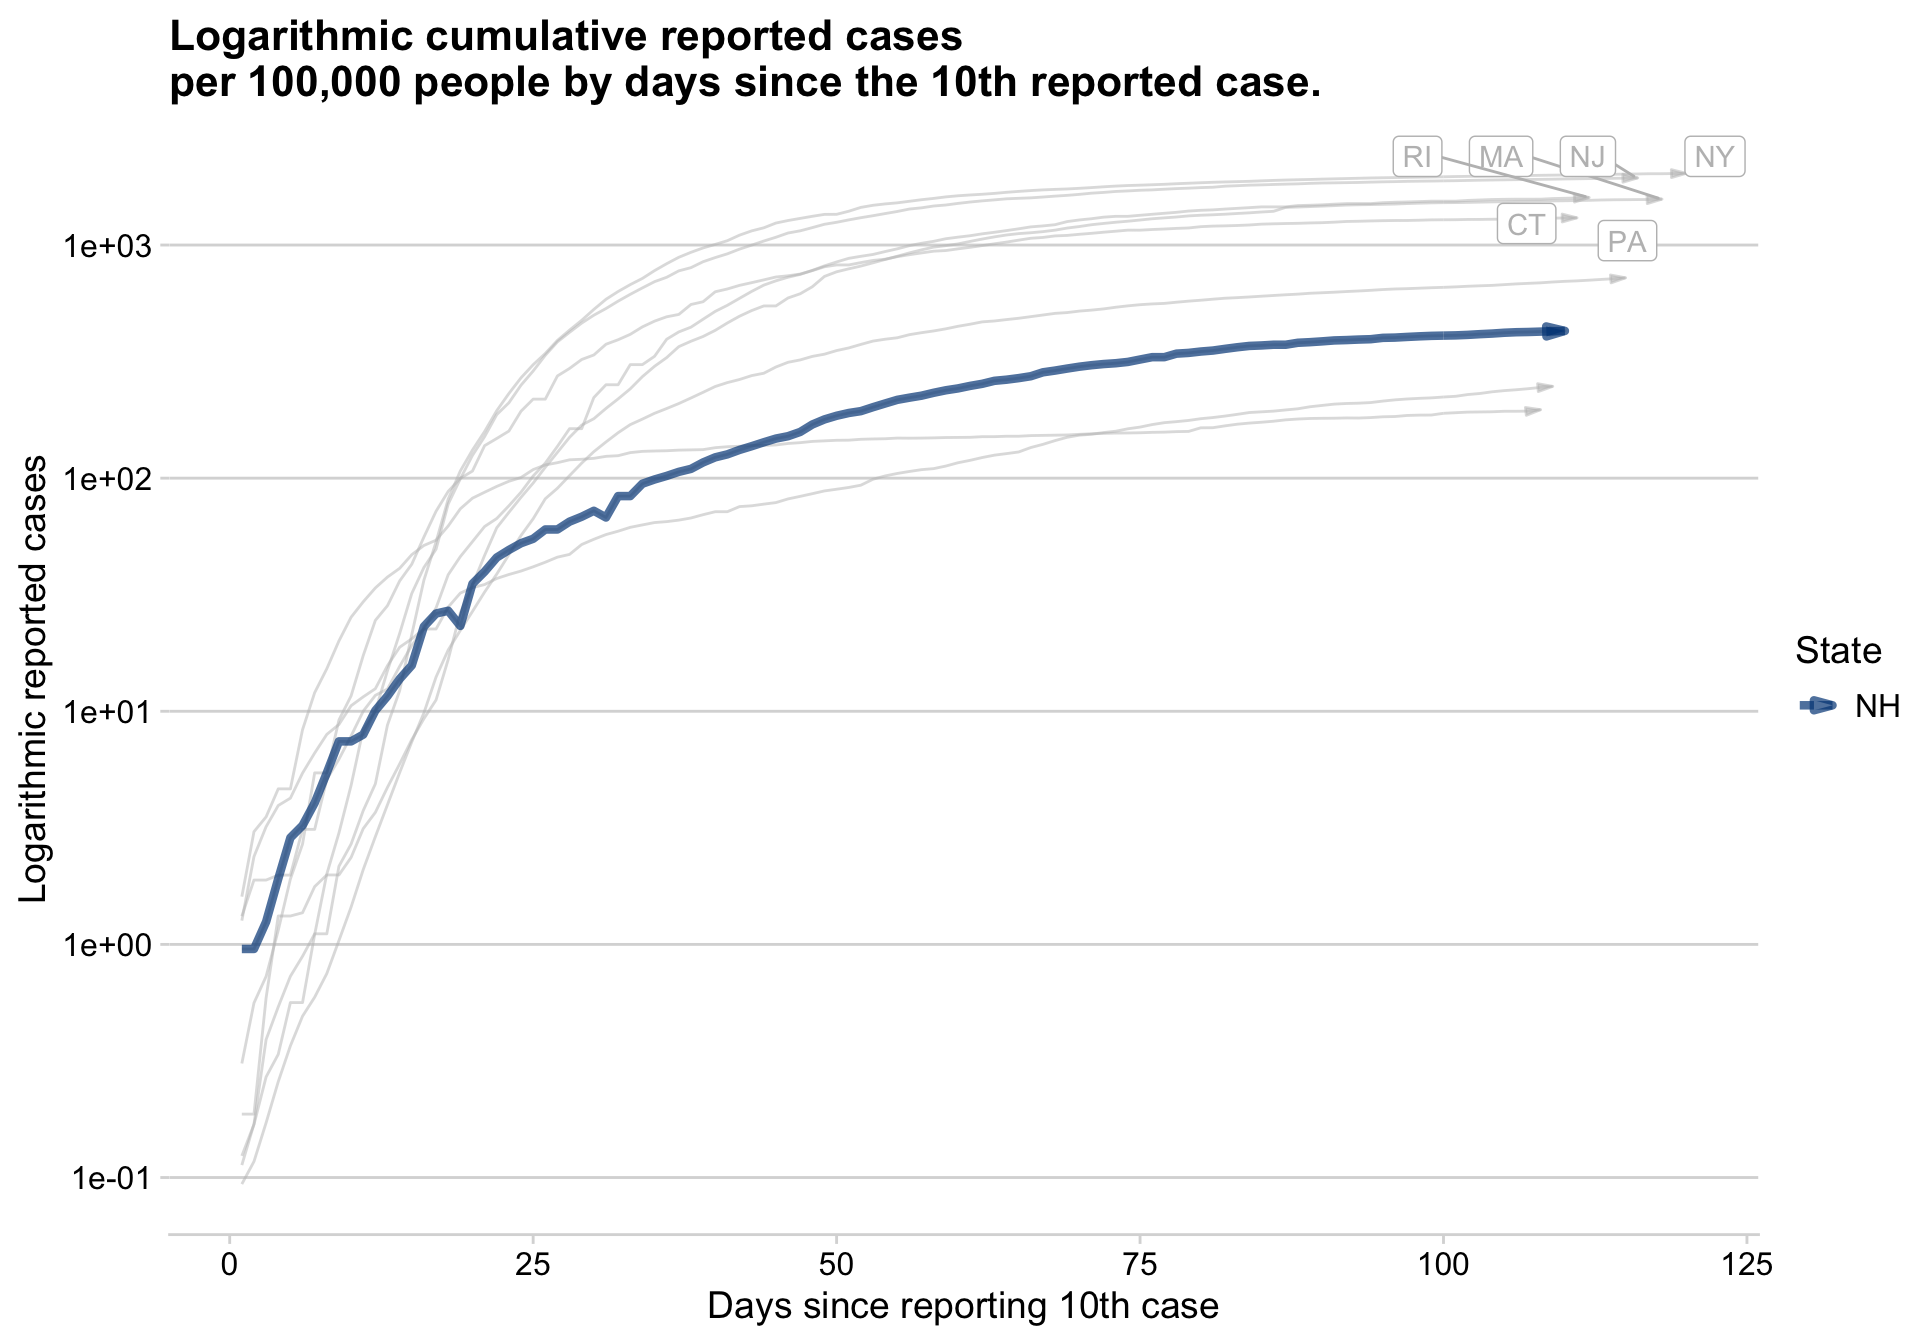 Logarithmic cumulative reported cases
per 100,000 people by days since the 10th reported case.
RI
MA
NJ
NY
CT
PA
1e+03
1e+02
1e+01
1e+00
1e-01
Logarithmic reported cases
State
NH
0
25
50
75
100
125
Days since reporting 10th case